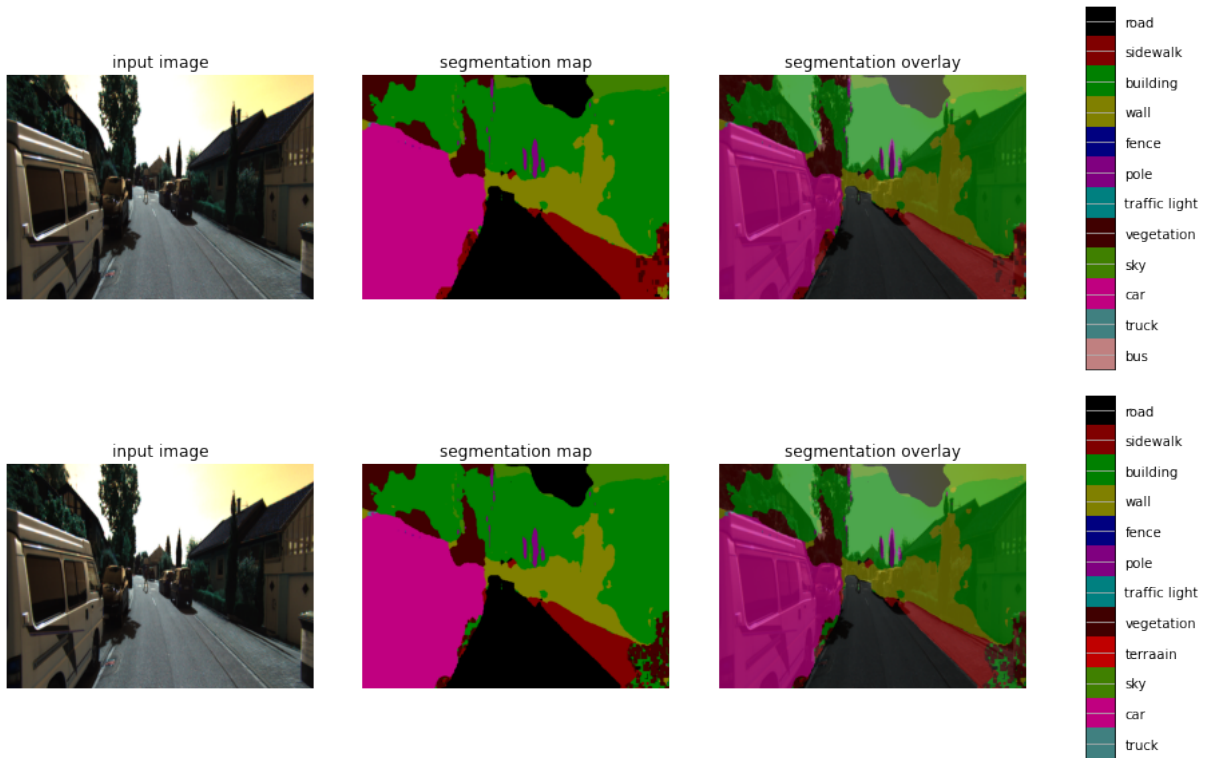 input image
segmentation map
segmentation overlay
road
sidewalk
building
wall
fence
pole
traffic light
vegetation
sky
car
truck
bus
input image
segmentation map
segmentation overlay
road
sidewalk
building
wall
fence
pole
traffic light
vegetation
terraain
sky
car
truck